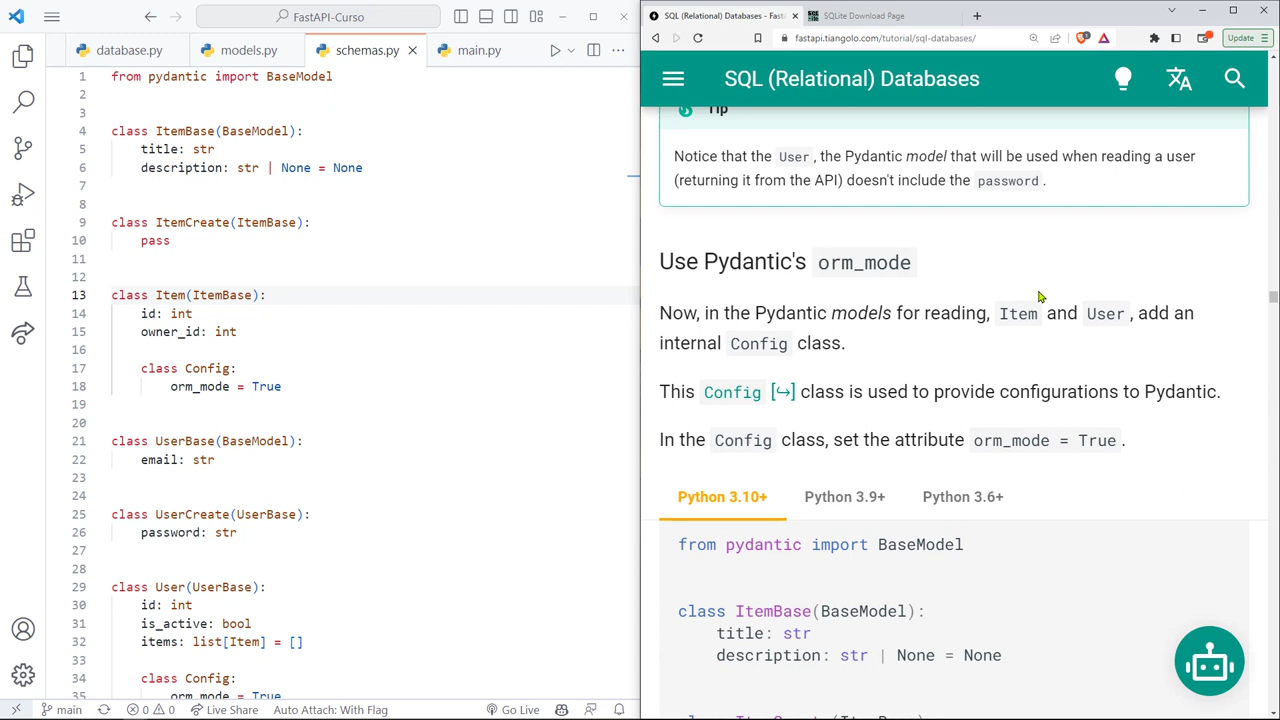 FastAPI-Curso
database.py
models.py
schemas.py
main.py
1 from pydantic import BaseModel
2
3
4 class ItemBase(BaseModel):
5 title: str
6 description: str | None = None
7
8
9 class ItemCreate(ItemBase):
10 pass
11
12
13 class Item(ItemBase):
14 id: int
15 owner_id: int
16
17 class Config:
18 orm_mode = True
19
20
21 class UserBase(BaseModel):
22 email: str
23
24
25 class UserCreate(UserBase):
26 password: str
27
28
29 class User(UserBase):
30 id: int
31 is_active: bool
32 items: list[Item] = []
33
34 class Config:
35 orm_mode = True
main
0 0
Live Share
Auto Attach: With Flag
Go Live
SQL (Relational) Databases - Fast
SQLite Download Page
fastapi.tiangolo.com/tutorial/sql-databases/
Update
SQL (Relational) Databases
Tip
Notice that the User, the Pydantic model that will be used when reading a user
(returning it from the API) doesn't include the password.
Use Pydantic's orm_mode
Now, in the Pydantic models for reading, Item and User, add an
internal Config class.
This Config [↪] class is used to provide configurations to Pydantic.
In the Config class, set the attribute orm_mode = True.
Python 3.10+ Python 3.9+ Python 3.6+
from pydantic import BaseModel
class ItemBase(BaseModel):
title: str
description: str | None = None